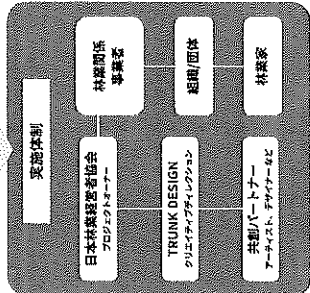 実施体制
日本林業経営者協会
プロジェクトオーナー
TRUNK DESIGN
クリエイティブディレクション
共創パートナー
アーティスト、デザイナーなど
林業関係
事業者
組織/団体
林業家